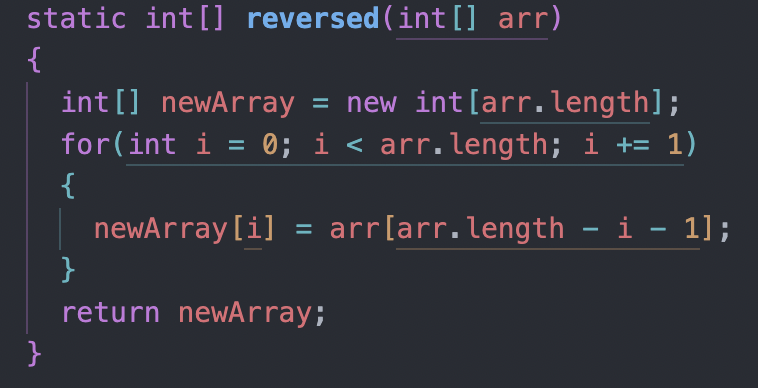 static int[] reversed(int[] arr)
{
  int[] newArray = new int[arr.length];
  for(int i = 0; i < arr.length; i += 1)
  {
    newArray[i] = arr[arr.length - i - 1];
  }
  return newArray;
}